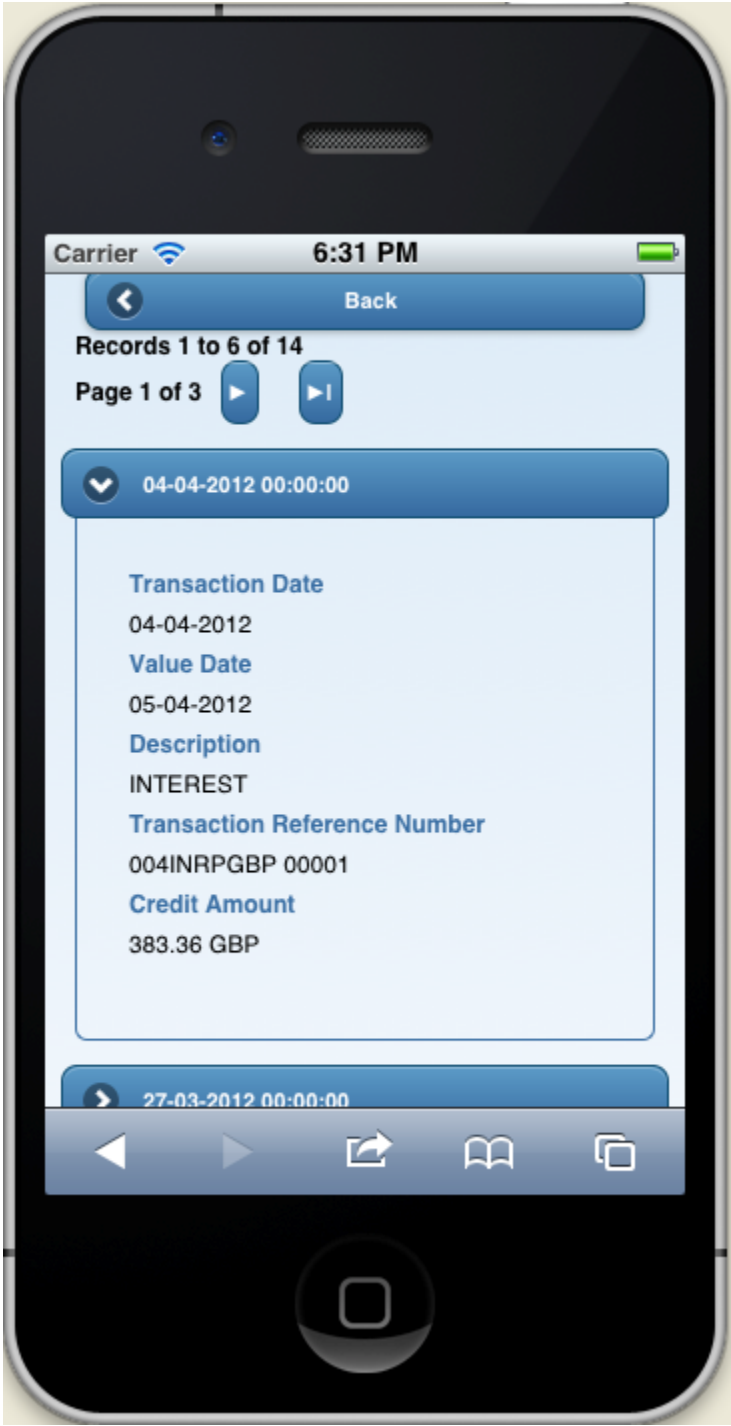 Carrier 6:31 PM
Back
Records 1 to 6 of 14
Page 1 of 3
04-04-2012 00:00:00
Transaction Date
04-04-2012
Value Date
05-04-2012
Description
INTEREST
Transaction Reference Number
004INRPGBP 00001
Credit Amount
383.36 GBP
27-03-2012 00:00:00